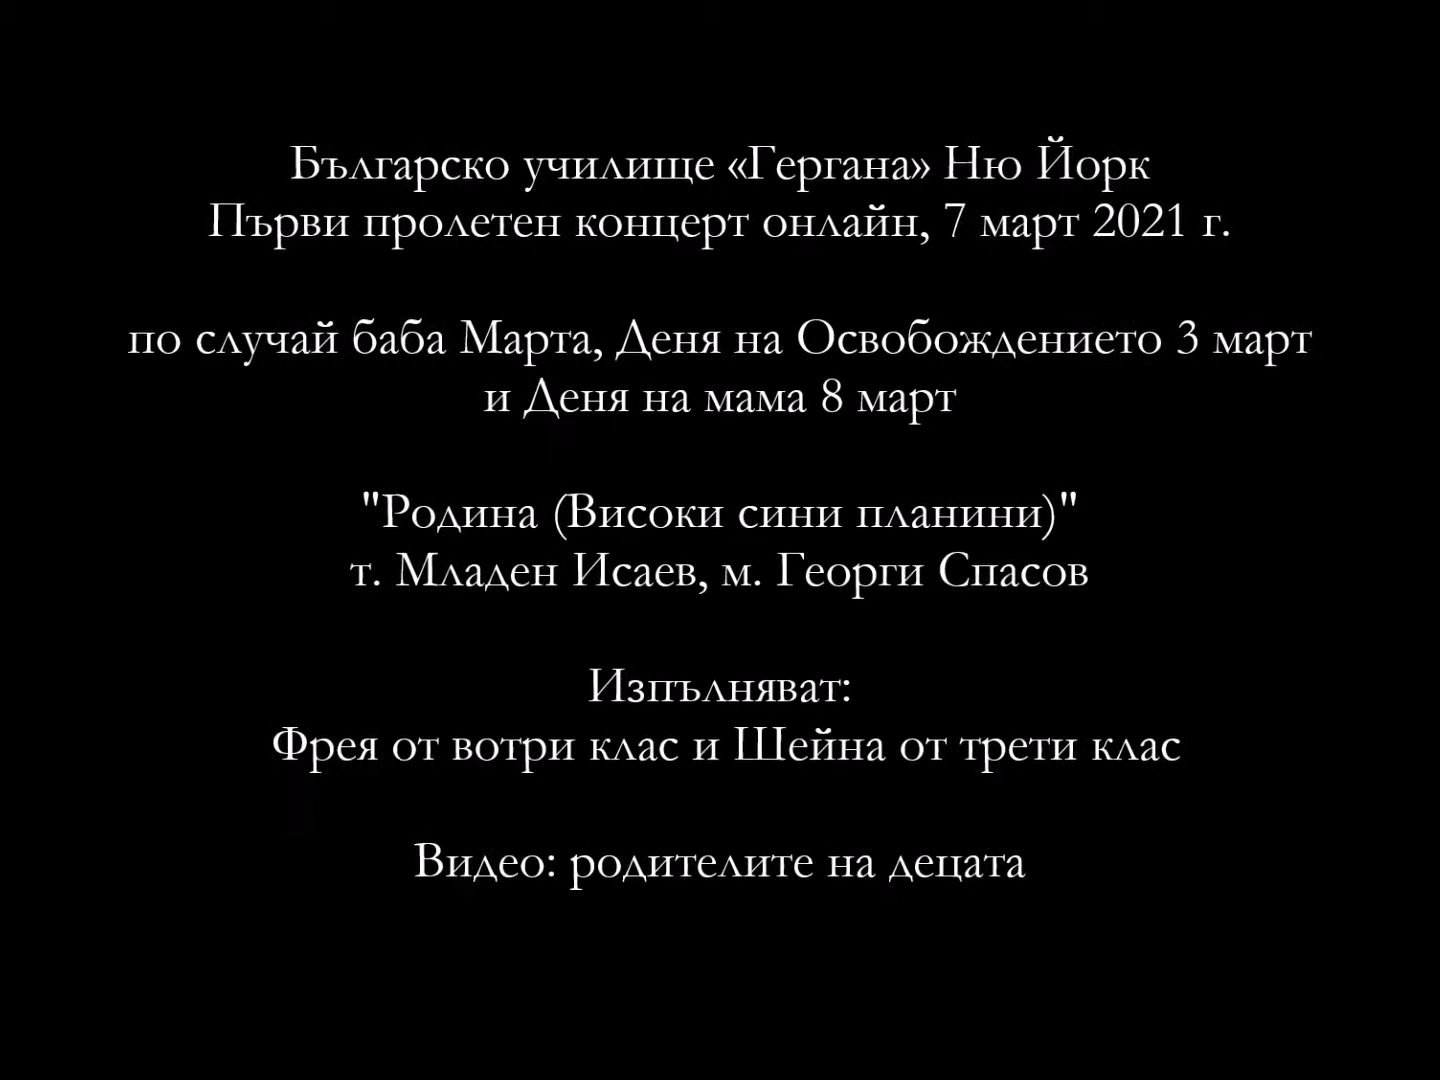 Българско училище «Гергана» Ню Йорк
Първи пролетен концерт онлайн, 7 март 2021 г.
по случай баба Марта, Деня на Освобождението 3 март
и Деня на мама 8 март
"Родина (Високи сини планини)"
т. Младен Исаев, м. Георги Спасов
Изпълняват:
Фрея от вотри клас и Шейна от трети клас
Видео: родителите на децата